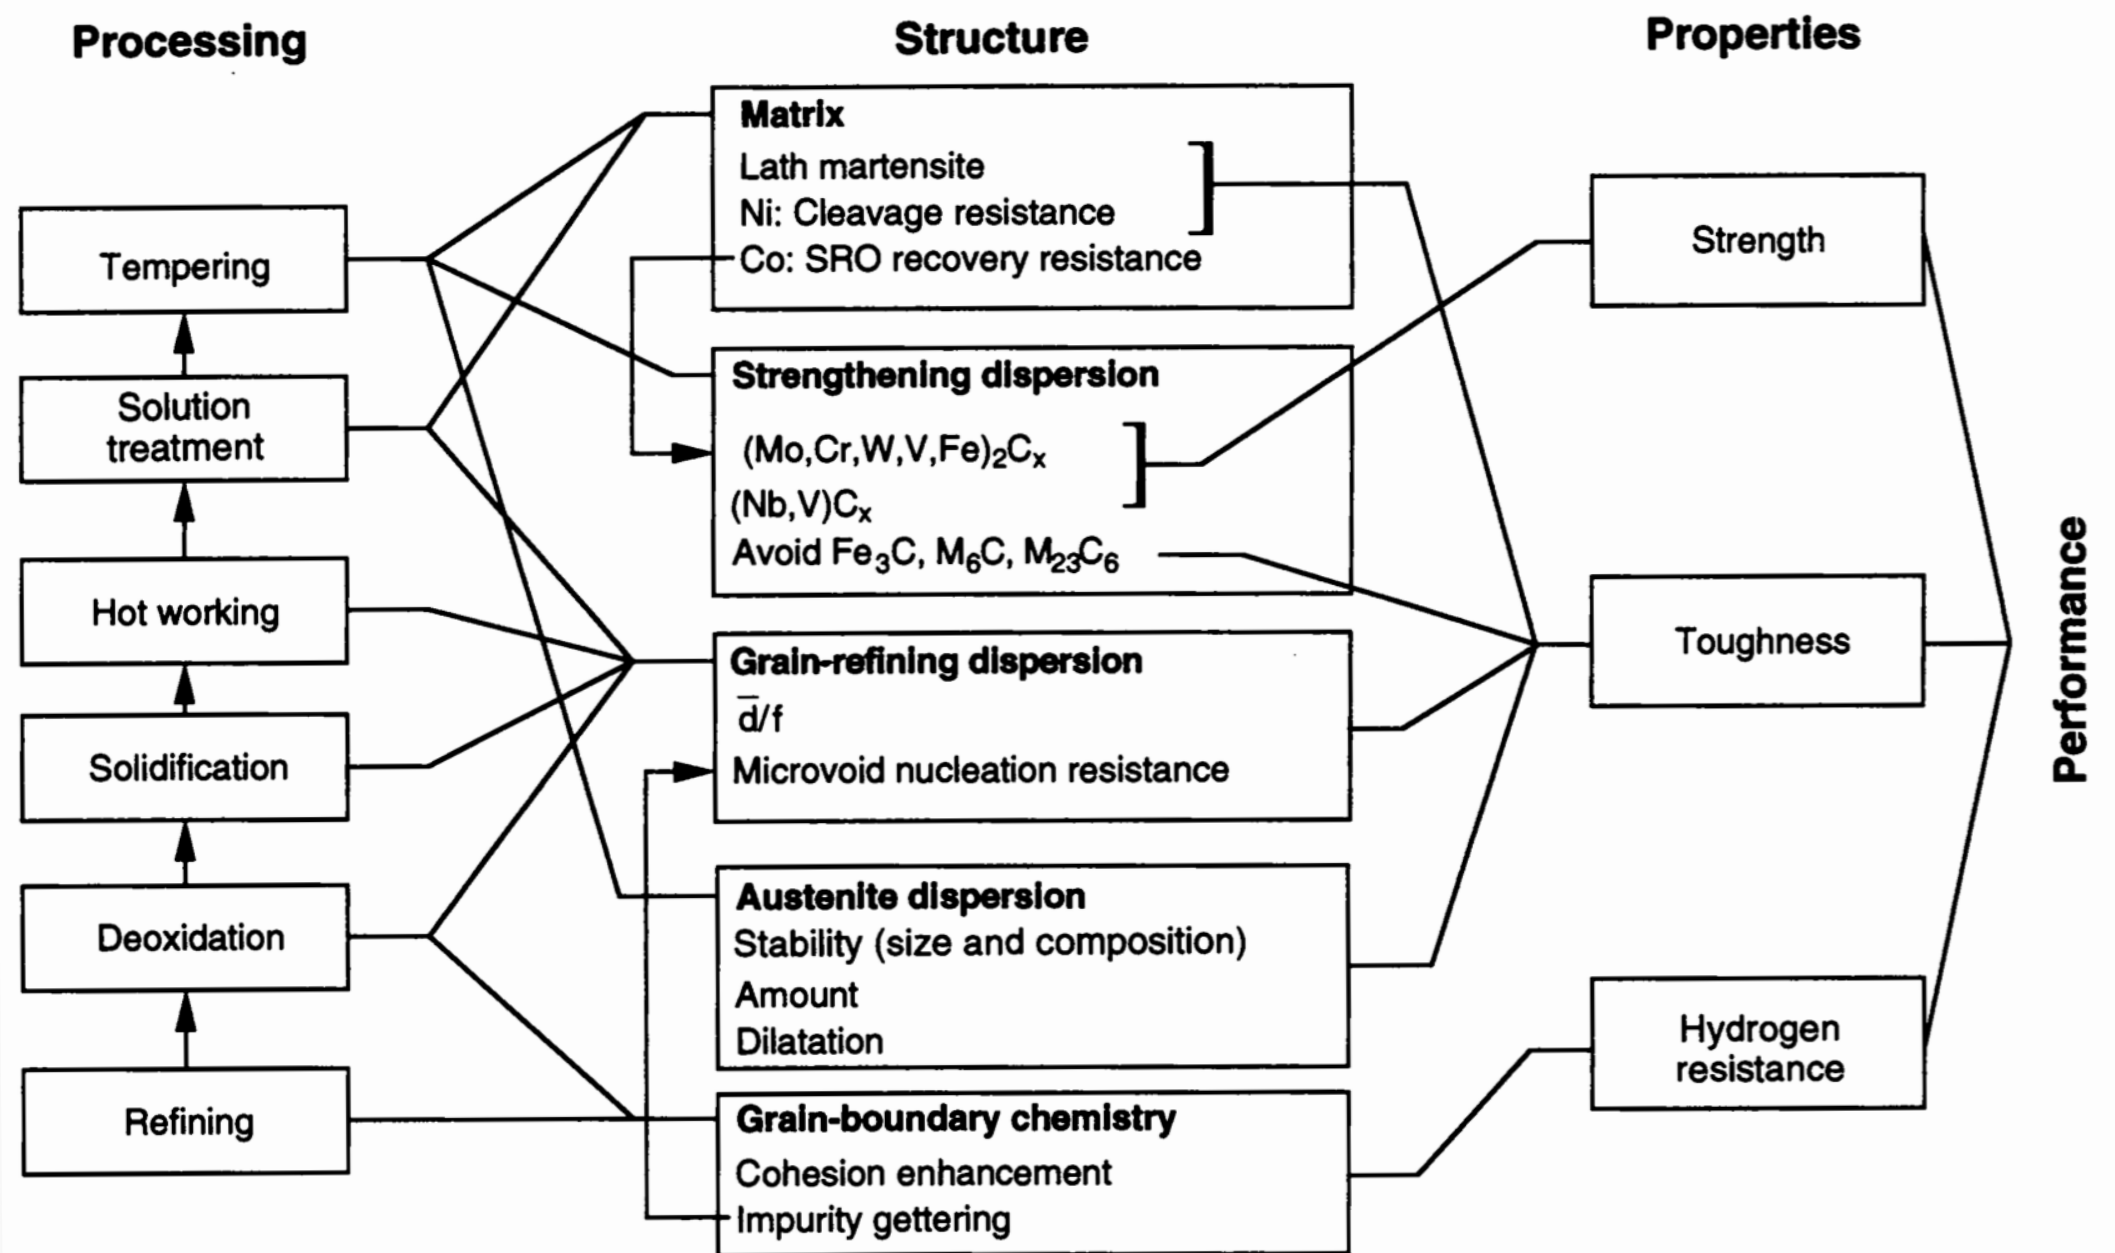 Processing
Structure
Properties
Tempering
Solution
treatment
Hot working
Solidification
Deoxidation
Refining
Matrix
Lath martensite
Ni: Cleavage resistance
Co: SRO recovery resistance
Strengthening dispersion
(Mo,Cr,W,V,Fe)₂Cₓ
(Nb,V)Cₓ
Avoid Fe₃C, M₆C, M₂₃C₆
Grain-refining dispersion
d̅/f
Microvoid nucleation resistance
Austenite dispersion
Stability (size and composition)
Amount
Dilatation
Grain-boundary chemistry
Cohesion enhancement
Impurity gettering
Strength
Toughness
Hydrogen
resistance
Performance